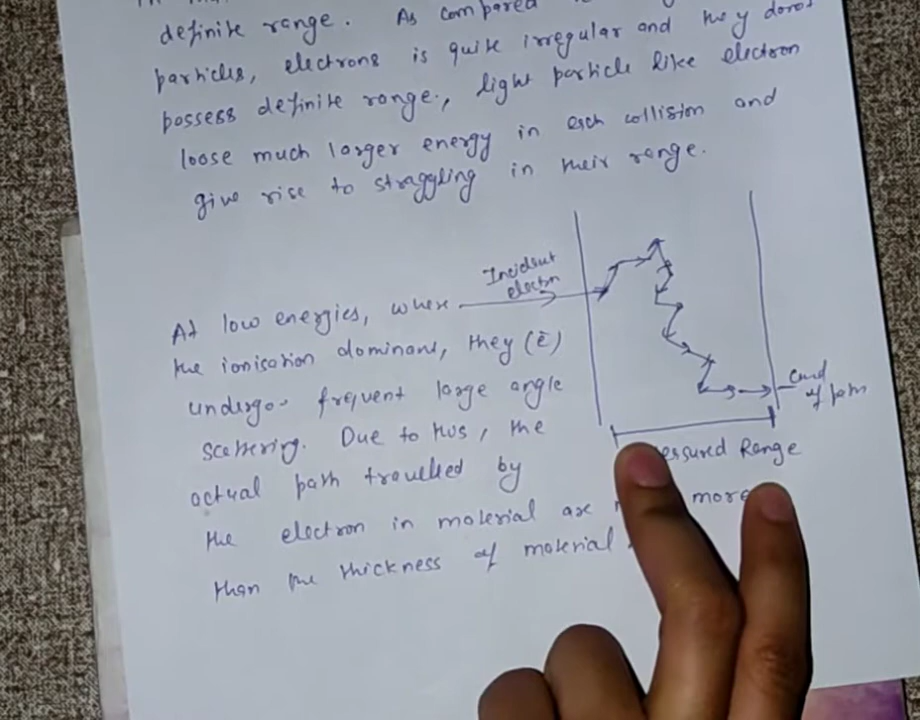 definite range. As compared
particles, electrons is quite irregular and they donot
possess definite range., light particle like electron
loose much larger energy in each collision and
give rise to straggling in their range.
Incident
electron
At low energies, where
the ionisation dominans, they (ē)
undergo frequent large angle
scattering. Due to this, the
actual path travelled by
the electron in material are more
than the thickness of material
end
of path
essured Range